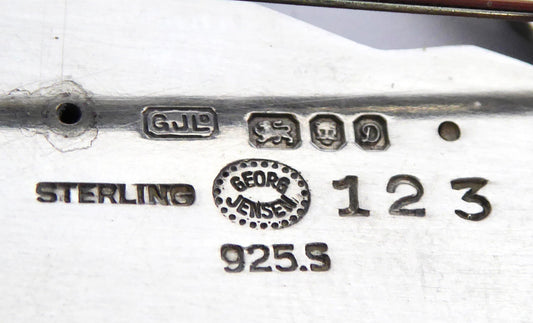 GJLᴰ D
STERLING GEORG JENSEN 123
925.S